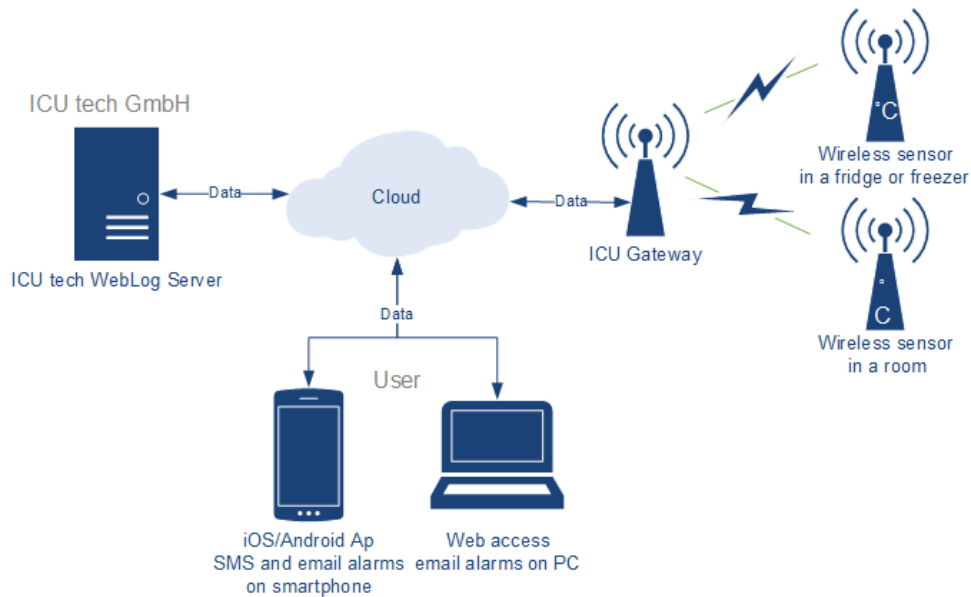 ICU tech GmbH
ICU tech WebLog Server
Data
Cloud
Data
ICU Gateway
°C
Wireless sensor
in a fridge or freezer
°
C
Wireless sensor
in a room
Data
User
iOS/Android Ap
SMS and email alarms
on smartphone
Web access
email alarms on PC